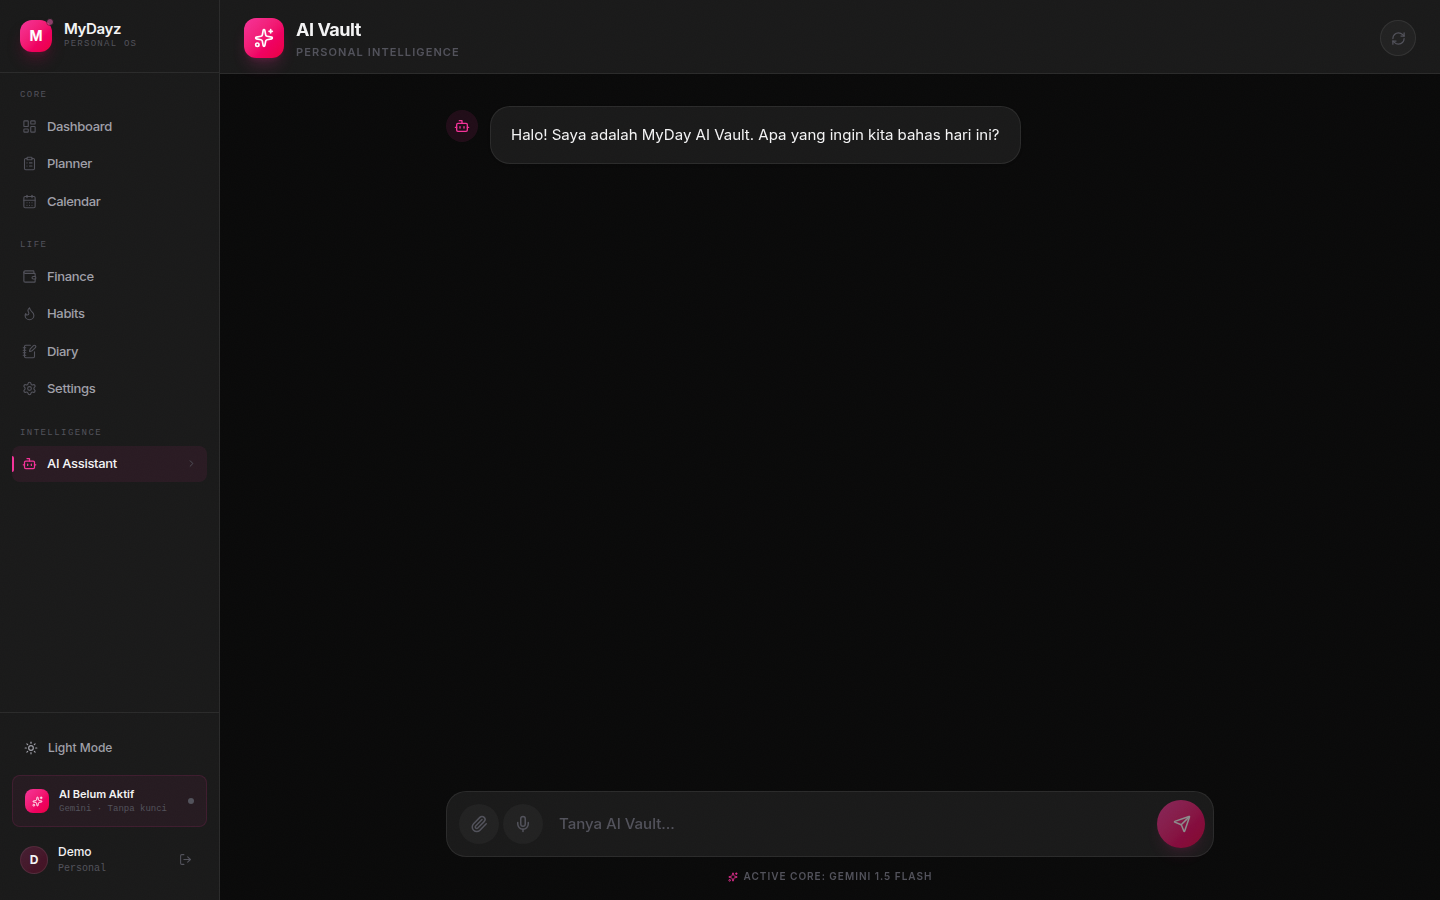 M
MyDayz
PERSONAL OS
CORE
Dashboard
Planner
Calendar
LIFE
Finance
Habits
Diary
Settings
INTELLIGENCE
AI Assistant
Light Mode
AI Belum Aktif
Gemini · Tanpa kunci
D
Demo
Personal
AI Vault
PERSONAL INTELLIGENCE
Halo! Saya adalah MyDay AI Vault. Apa yang ingin kita bahas hari ini?
Tanya AI Vault...
ACTIVE CORE: GEMINI 1.5 FLASH